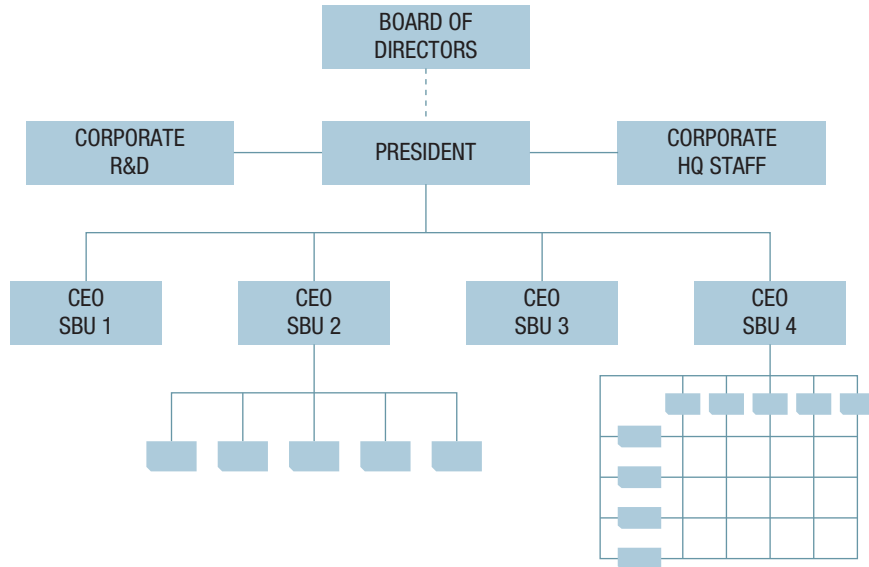 BOARD OF
DIRECTORS
CORPORATE
R&D
PRESIDENT
CORPORATE
HQ STAFF
CEO
SBU 1
CEO
SBU 2
CEO
SBU 3
CEO
SBU 4